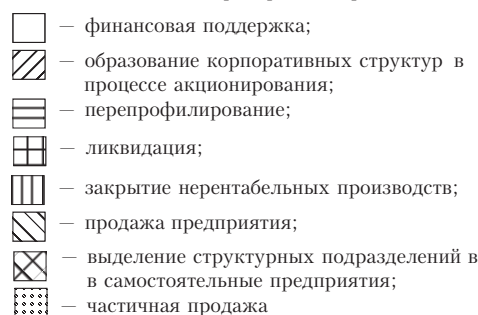 — финансовая поддержка;
— образование корпоративных структур в
процессе акционирования;
— перепрофилирование;
— ликвидация;
— закрытие нерентабельных производств;
— продажа предприятия;
— выделение структурных подразделений в
в самостоятельные предприятия;
— частичная продажа